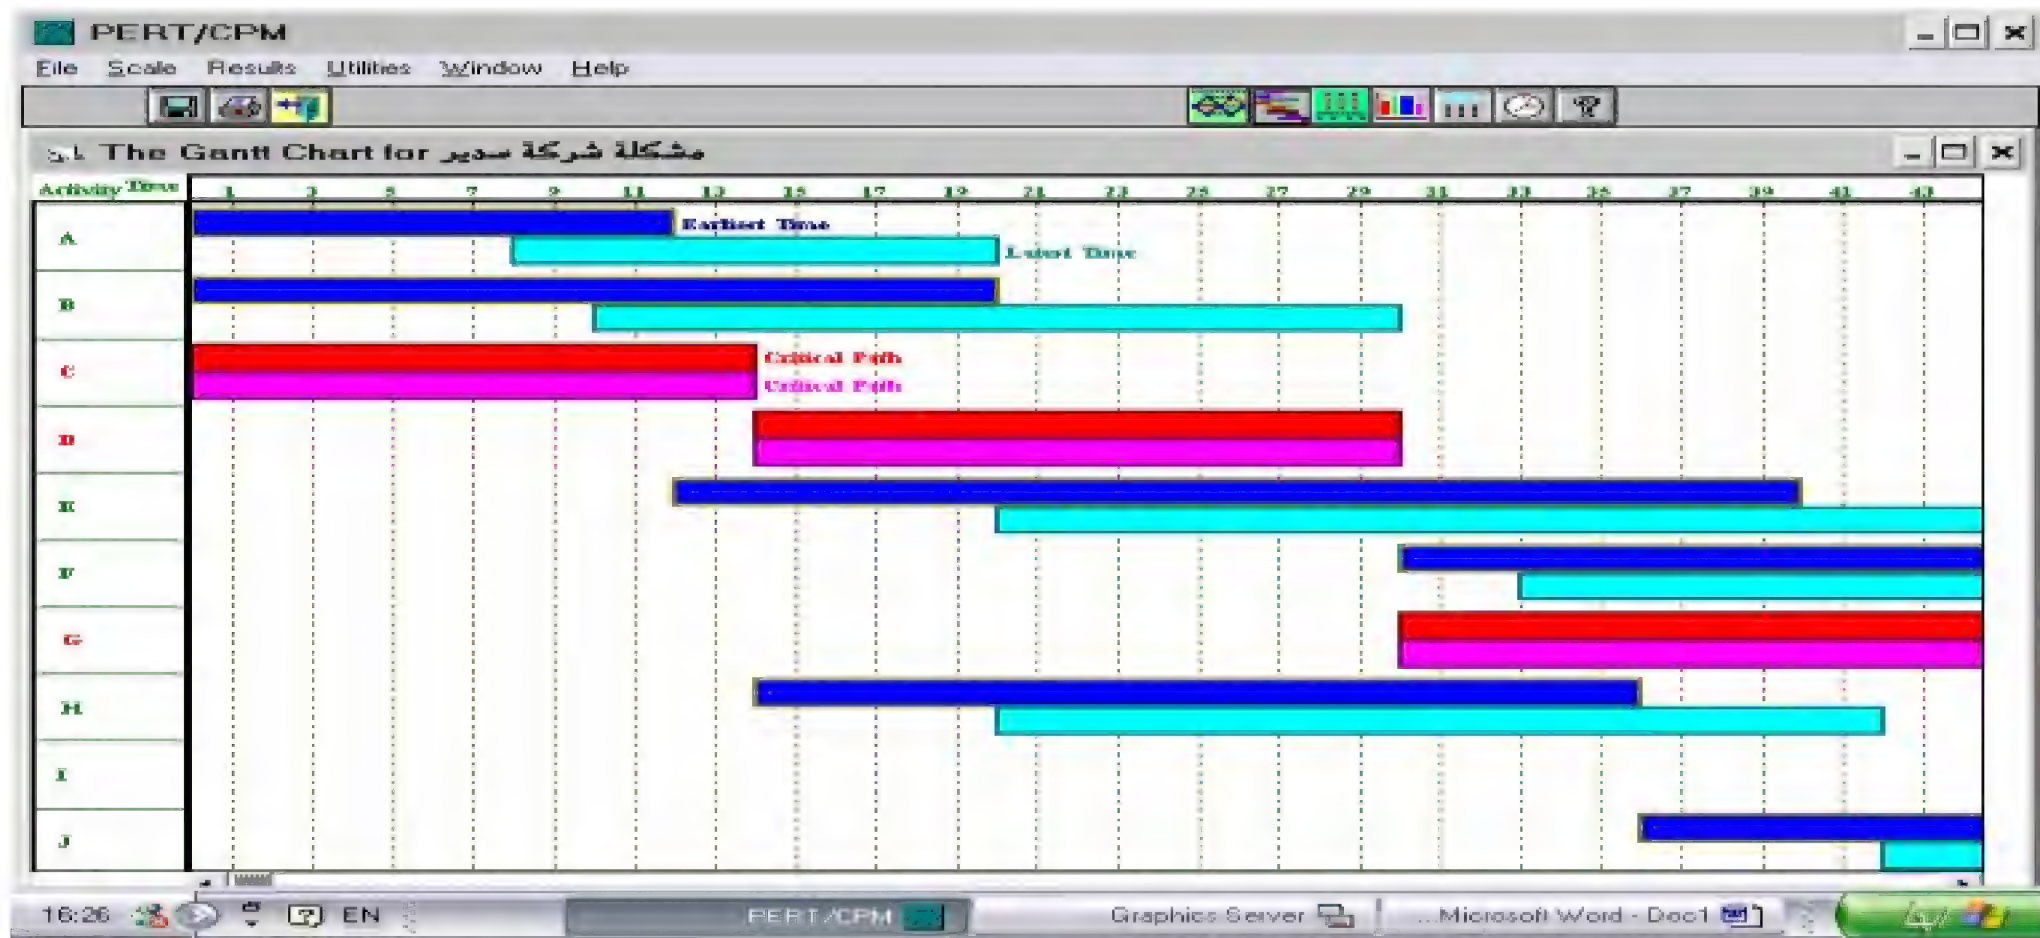 PERT/CPM
File Scale Results Utilities Window Help
The Gantt Chart for مشكلة شركة سدير
Activity Time 1 3 5 7 9 11 13 15 17 19 21 23 25 27 29 31 33 35 37 39 41 43
A Earliest Time
Latest Time
B
C Critical Path
Critical Path
D
E
F
G
H
I
J
16:26 EN PERT/CPM Graphics Server ...Microsoft Word - Doc1